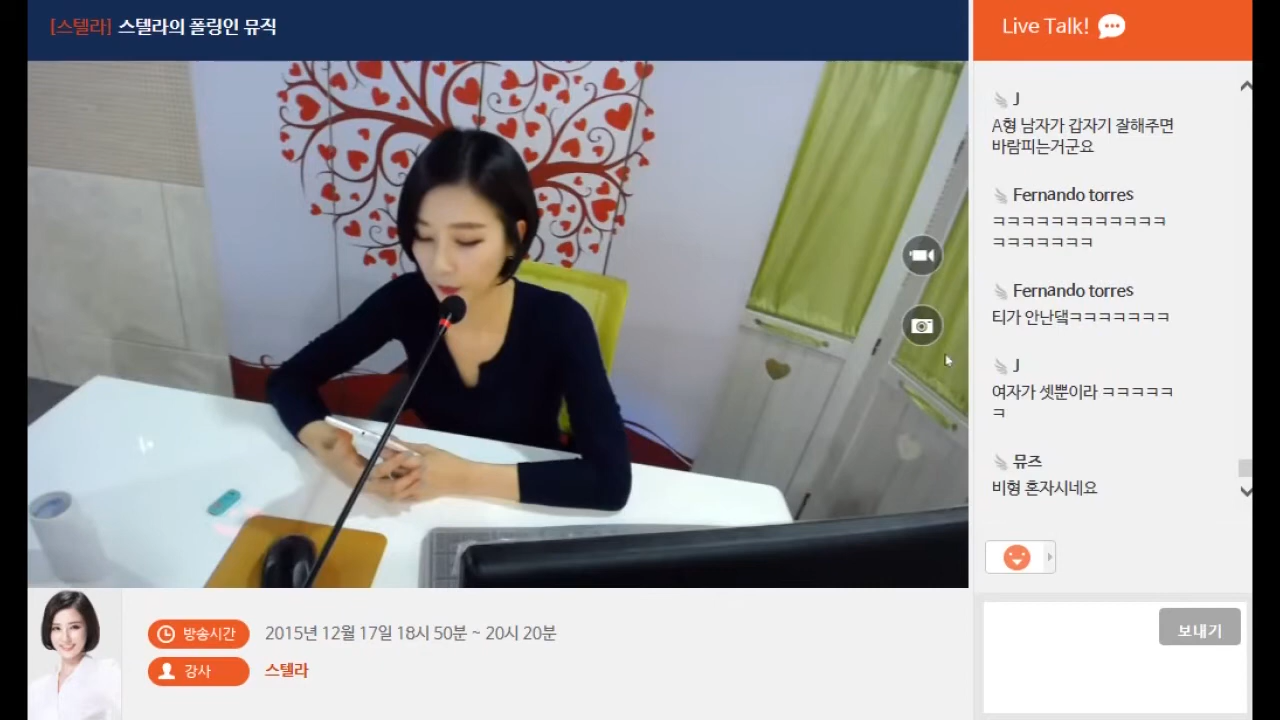 [스텔라] 스텔라의 폴링인 뮤직
Live Talk!
J
A형 남자가 갑자기 잘해주면
바람피는거군요
Fernando torres
ㅋㅋㅋㅋㅋㅋㅋㅋㅋㅋㅋㅋ
ㅋㅋㅋㅋㅋㅋㅋ
Fernando torres
티가 안난댘ㅋㅋㅋㅋㅋㅋㅋ
J
여자가 셋뿐이라 ㅋㅋㅋㅋㅋ
ㅋ
뮤즈
비형 혼자시네요
보내기
방송시간 2015년 12월 17일 18시 50분 ~ 20시 20분
강사 스텔라